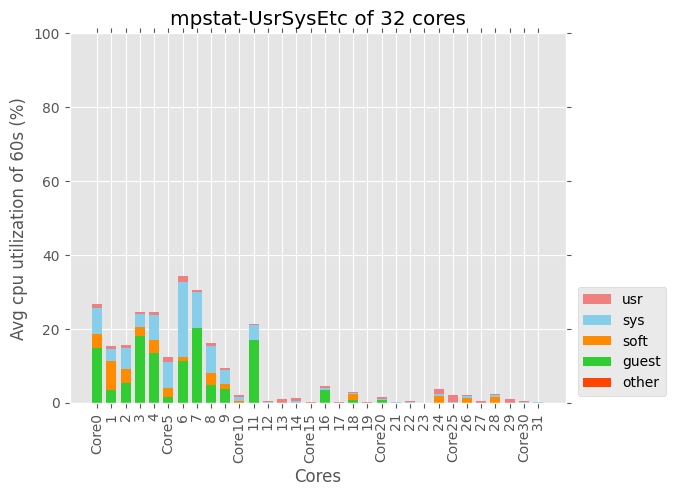 mpstat-UsrSysEtc of 32 cores
Avg cpu utilization of 60s (%)
100
80
60
40
20
0
Core0 1 2 3 4 Core5 6 7 8 9 Core10 11 12 13 14 Core15 16 17 18 19 Core20 21 22 23 24 Core25 26 27 28 29 Core30 31
Cores
usr
sys
soft
guest
other